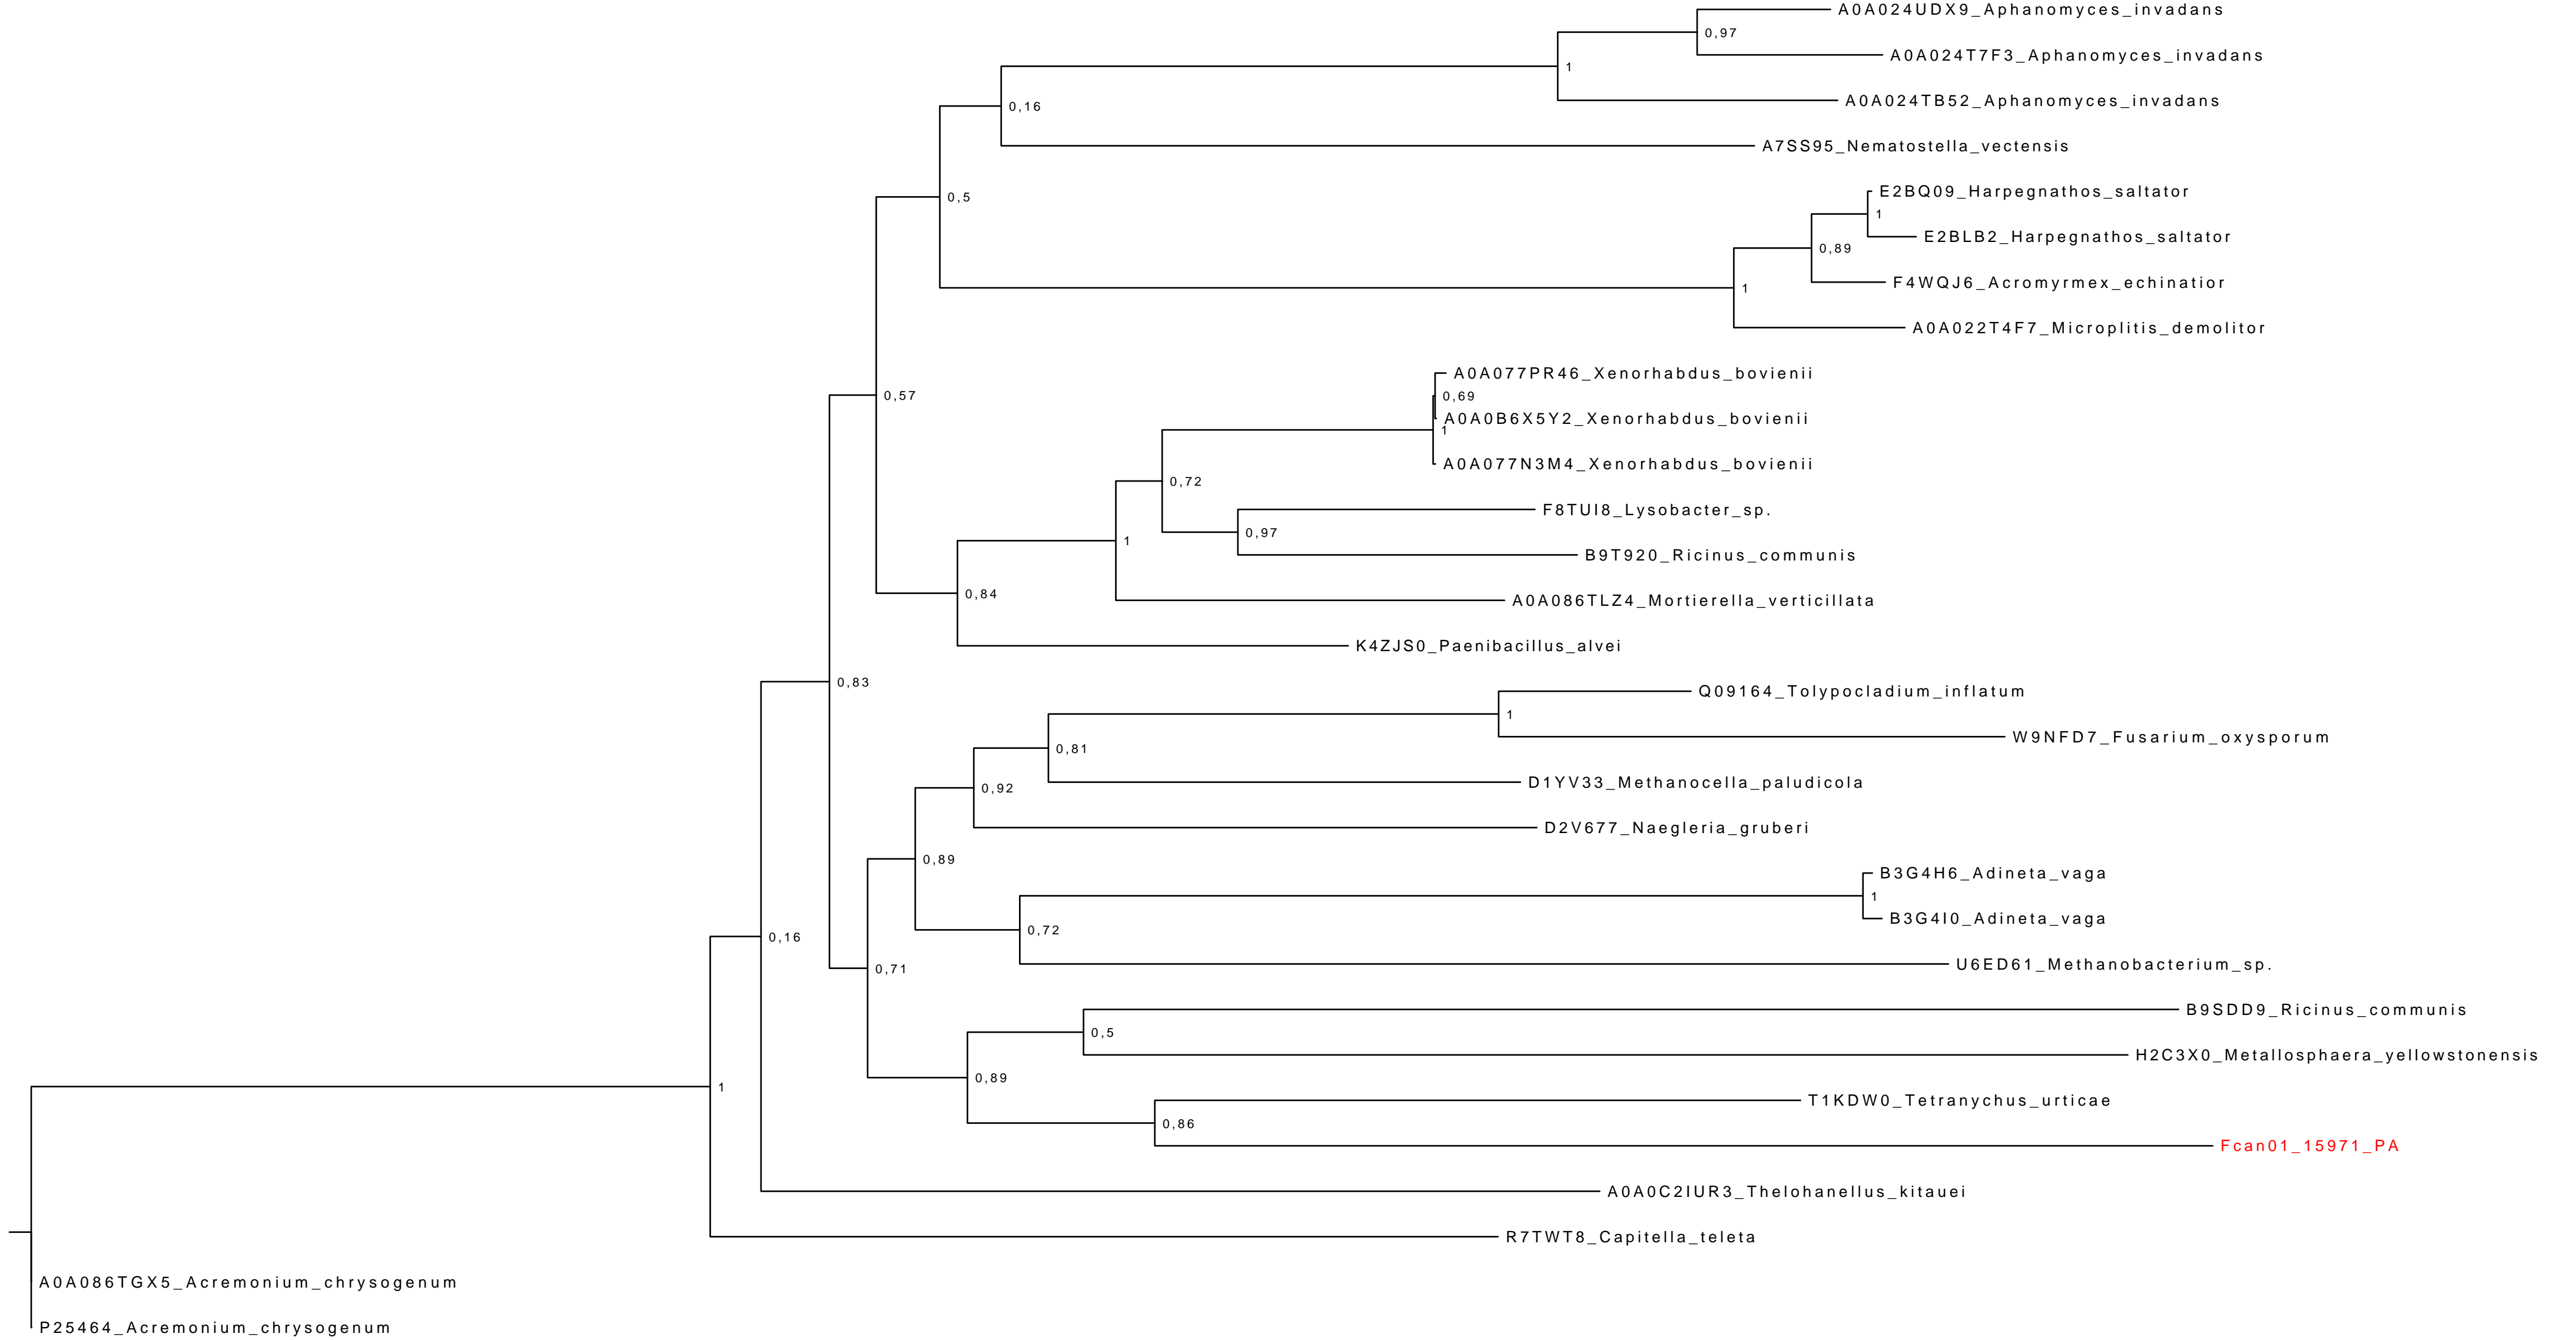 A0A024UDX9_Aphanomyces_invadans
0,97
A0A024T7F3_Aphanomyces_invadans
1
A0A024TB52_Aphanomyces_invadans
0,16
A7SS95_Nematostella_vectensis
E2BQ09_Harpegnathos_saltator
0,5
1
E2BLB2_Harpegnathos_saltator
0,89
F4WQJ6_Acromyrmex_echinatior
1
A0A022T4F7_Microplitis_demolitor
A0A077PR46_Xenorhabdus_bovienii
0,57
0,69
A0A0B6X5Y2_Xenorhabdus_bovienii
1
A0A077N3M4_Xenorhabdus_bovienii
0,72
F8TUI8_Lysobacter_sp.
0,97
1
B9T920_Ricinus_communis
0,84
A0A086TLZ4_Mortierella_verticillata
K4ZJS0_Paenibacillus_alvei
0,83
Q09164_Tolypocladium_inflatum
1
W9NFD7_Fusarium_oxysporum
0,81
D1YV33_Methanocella_paludicola
0,92
D2V677_Naegleria_gruberi
0,89
B3G4H6_Adineta_vaga
1
B3G4I0_Adineta_vaga
0,72
0,16
U6ED61_Methanobacterium_sp.
0,71
B9SDD9_Ricinus_communis
0,5
H2C3X0_Metallosphaera_yellowstonensis
0,89
1
T1KDW0_Tetranychus_urticae
0,86
Fcan01_15971_PA
A0A0C2IUR3_Thelohanellus_kitauei
R7TWT8_Capitella_teleta
A0A086TGX5_Acremonium_chrysogenum
P25464_Acremonium_chrysogenum